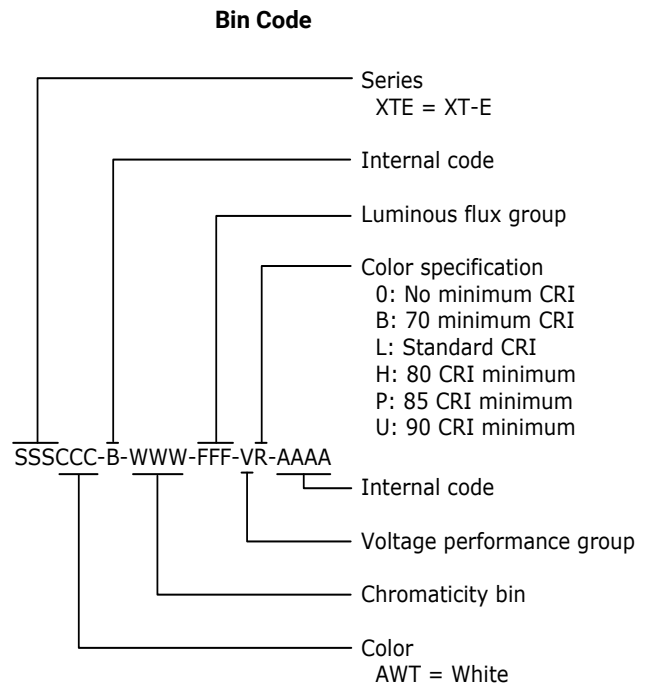 Bin Code
Series
XTE = XT-E
Internal code
Luminous flux group
Color specification
0: No minimum CRI
B: 70 minimum CRI
L: Standard CRI
H: 80 CRI minimum
P: 85 CRI minimum
U: 90 CRI minimum
SSSCCC-B-WWW-FFF-VR-AAAA
Internal code
Voltage performance group
Chromaticity bin
Color
AWT = White